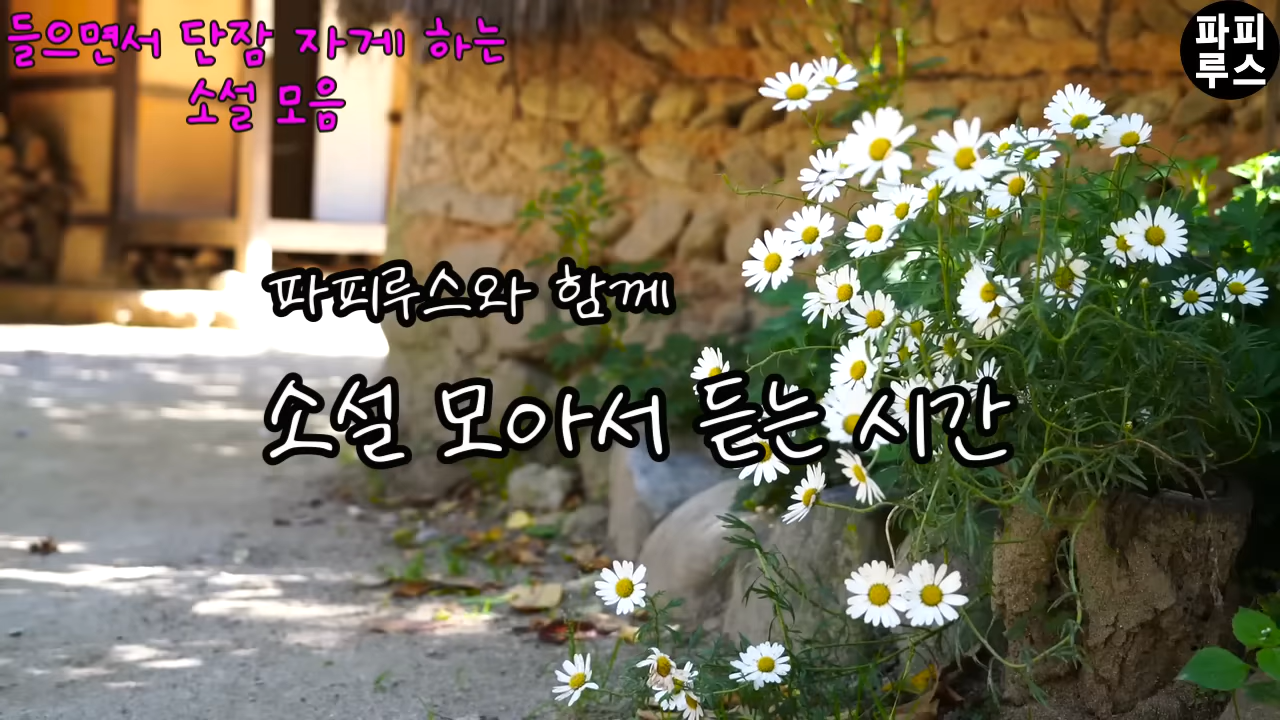 들으면서 단잠 자게 하는
소설 모음
파피
루스
파피루스와 함께
소설 모아서 듣는 시간